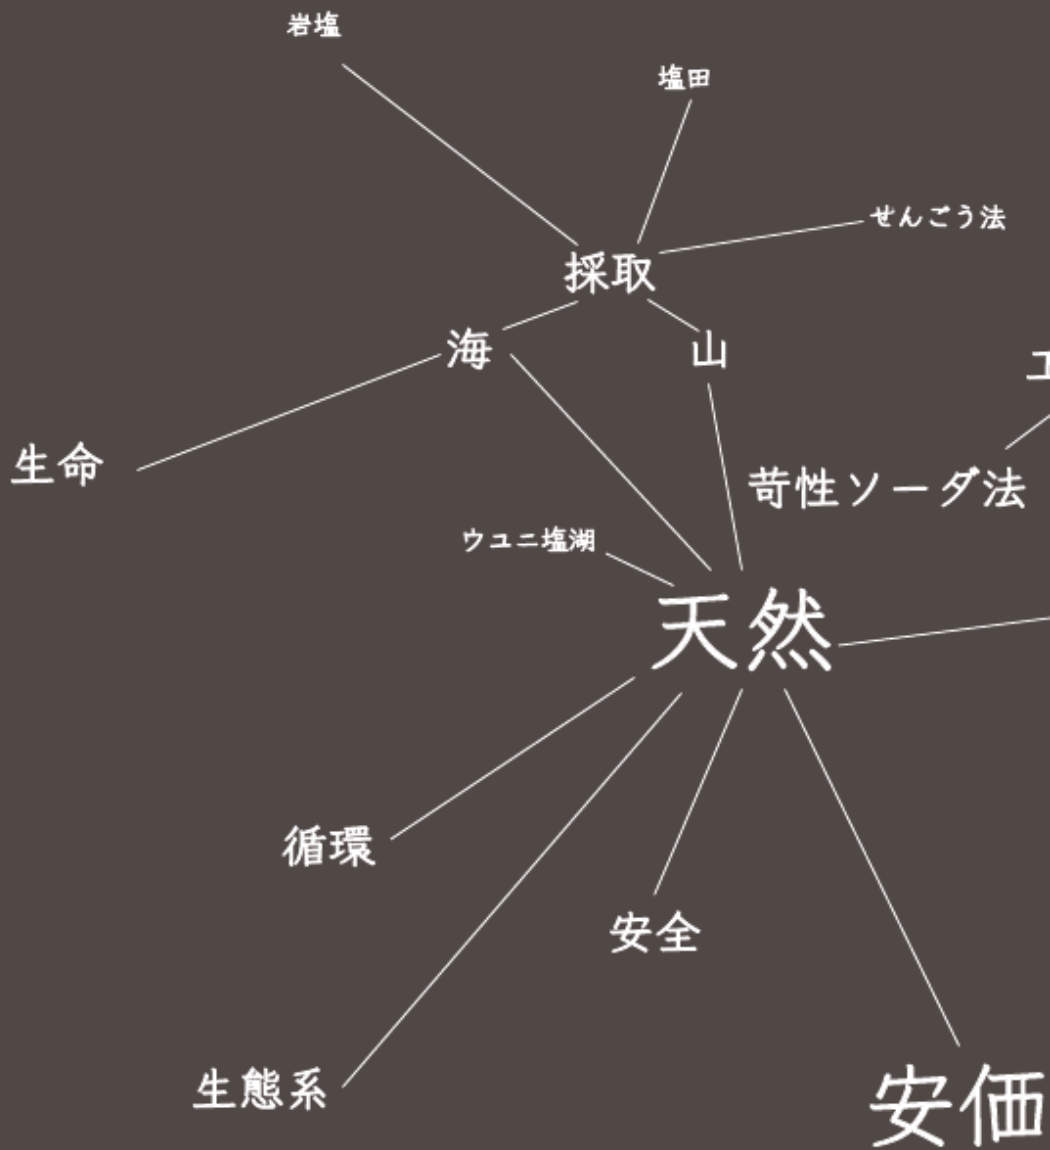 岩塩
塩田
せんごう法
採取
海
山
生命
苛性ソーダ法
ウユニ塩湖
天然
循環
安全
生態系
安価